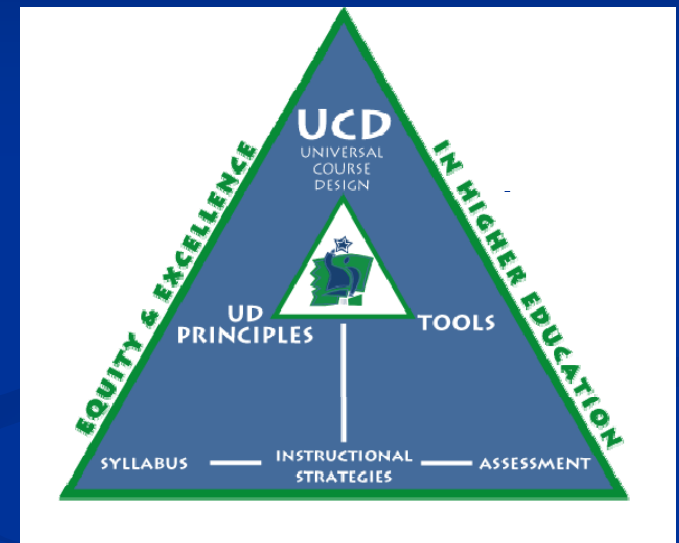 UCD
UNIVERSAL
COURSE
DESIGN
EQUITY & EXCELLENCE
IN HIGHER EDUCATION
UD
PRINCIPLES
TOOLS
SYLLABUS
INSTRUCTIONAL
STRATEGIES
ASSESSMENT